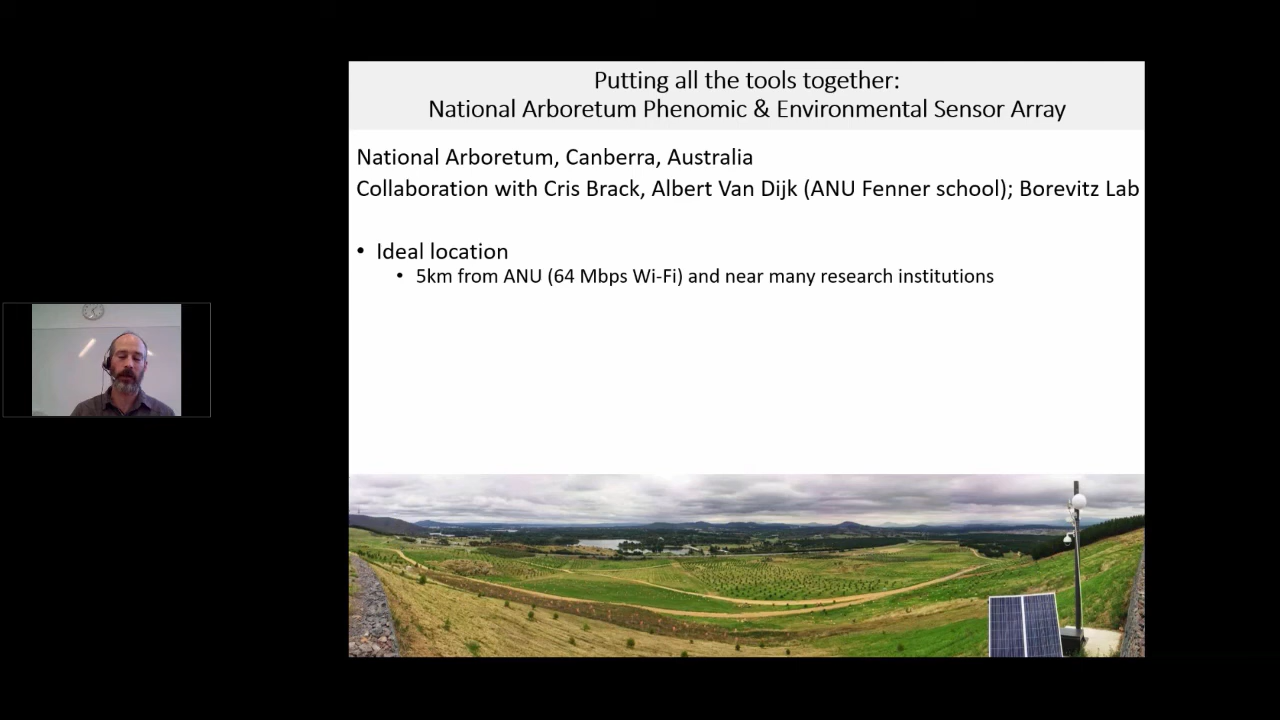 Putting all the tools together:
National Arboretum Phenomic & Environmental Sensor Array
National Arboretum, Canberra, Australia
Collaboration with Cris Brack, Albert Van Dijk (ANU Fenner school); Borevitz Lab
• Ideal location
• 5km from ANU (64 Mbps Wi-Fi) and near many research institutions